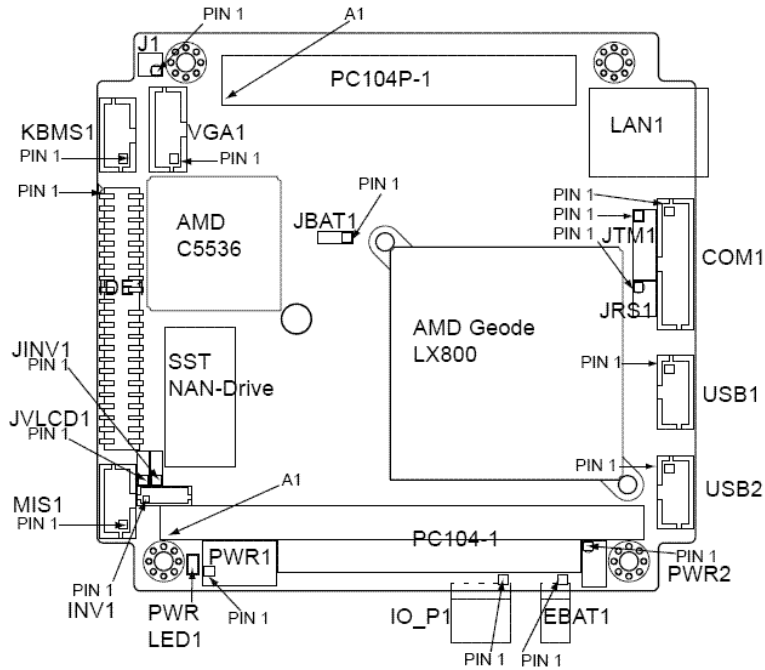 PIN 1
A1
J1
PC104P-1
LAN1
KBMS1
VGA1
PIN 1
PIN 1
PIN 1
PIN 1
PIN 1
PIN 1
PIN 1
AMD
C5536
JBAT1
JTM1
COM1
IDE1
JRS1
AMD Geode
LX800
JINV1
PIN 1
SST
NAN-Drive
PIN 1
USB1
JVLCD1
PIN 1
PIN 1
USB2
A1
MIS1
PIN 1
PC104-1
PWR1
PIN 1
PWR2
PIN 1
INV1
PWR
LED1
PIN 1
IO_P1
EBAT1
PIN 1
PIN 1